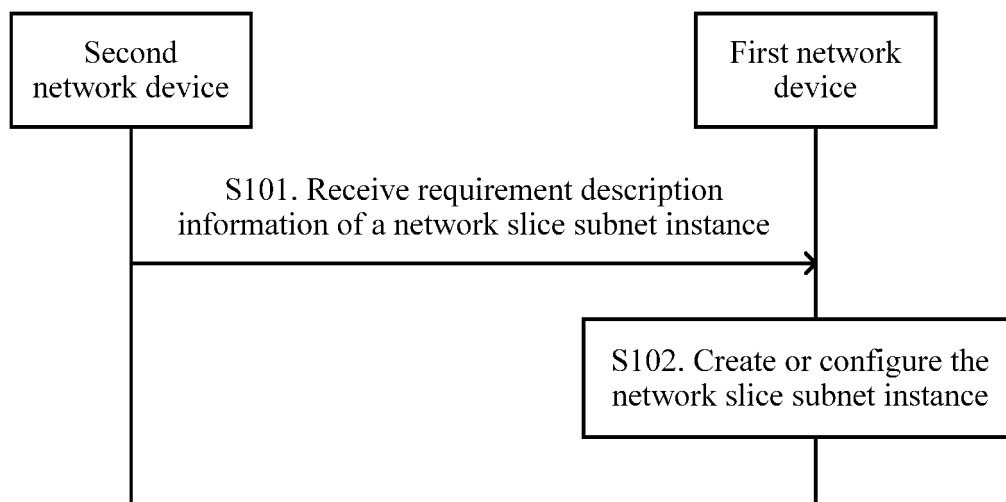 Second
network device
First network
device
S101. Receive requirement description
information of a network slice subnet instance
S102. Create or configure the
network slice subnet instance